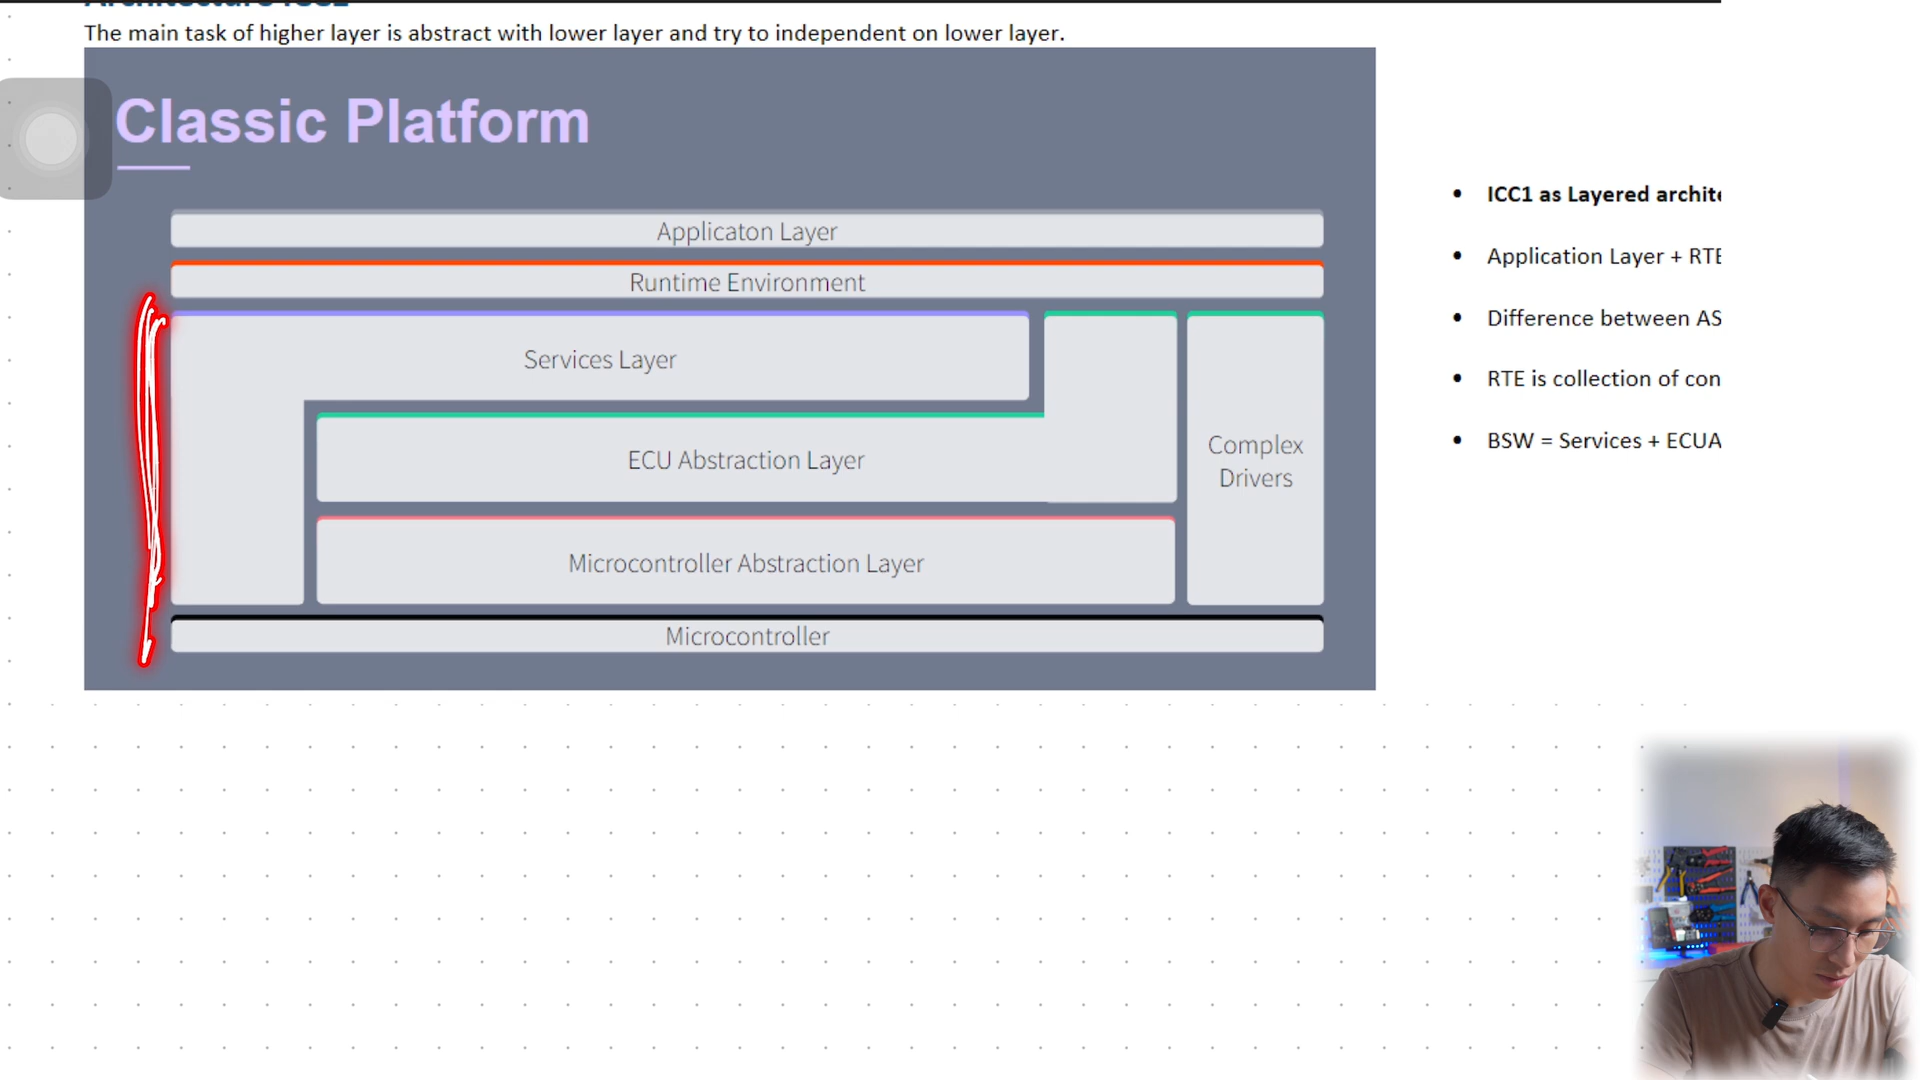 The main task of higher layer is abstract with lower layer and try to independent on lower layer.
Classic Platform
Applicaton Layer
Runtime Environment
Services Layer
ECU Abstraction Layer
Complex
Drivers
Microcontroller Abstraction Layer
Microcontroller
• ICC1 as Layered archite
• Application Layer + RTE
• Difference between AS
• RTE is collection of con
• BSW = Services + ECUA